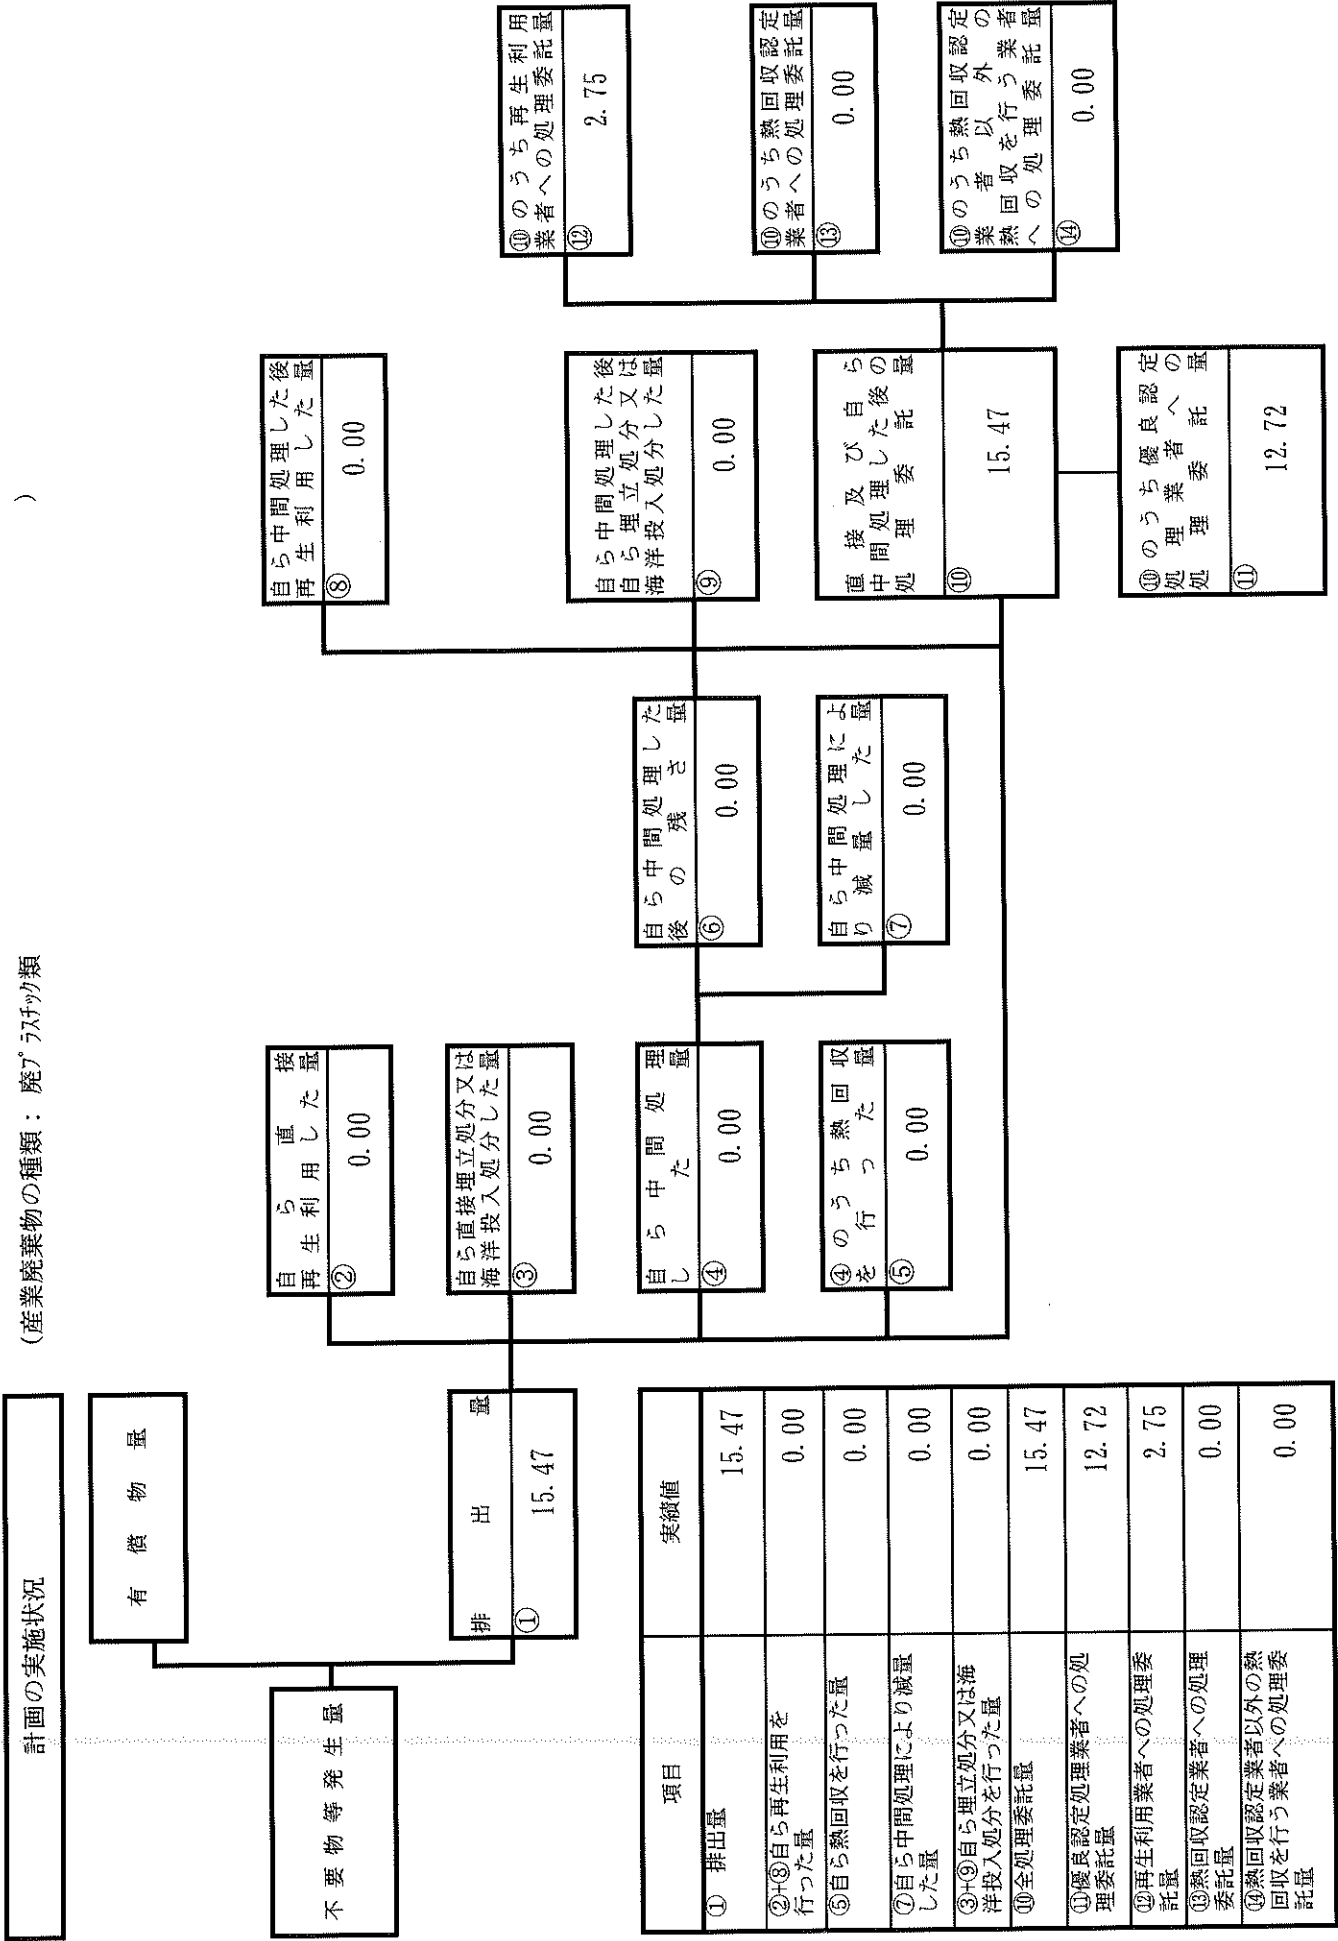 計画の実施状況
(産業廃棄物の種類：廃プラスチック類
)
不要物等発生量
有償物量
排出量
① 15.47
自ら直接
再生利用した量
② 0.00
自ら直接埋立処分又は
海洋投入処分した量
③ 0.00
自ら中間処理
した量
④ 0.00
④のうち熱回収
を行った量
⑤ 0.00
自ら中間処理した
後の残さ量
⑥ 0.00
自ら中間処理によ
り減量した量
⑦ 0.00
自ら中間処理した後
再生利用した量
⑧ 0.00
自ら中間処理した後
自ら埋立処分又は
海洋投入処分した量
⑨ 0.00
直接及び自ら
中間処理した後の
処理委託量
⑩ 15.47
⑩のうち優良認定
処理業者への
処理委託量
⑪ 12.72
⑩のうち再生利用
業者への処理委託量
⑫ 2.75
⑩のうち熱回収認定
業者への処理委託量
⑬ 0.00
⑩のうち熱回収認定
業者以外の
熱回収を行う業者
への処理委託量
⑭ 0.00
項目 実績値
① 排出量 15.47
②+⑧自ら再生利用を
行った量 0.00
⑤自ら熱回収を行った量 0.00
⑦自ら中間処理により減量
した量 0.00
③+⑨自ら埋立処分又は海
洋投入処分を行った量 0.00
⑩全処理委託量 15.47
⑪優良認定処理業者への処
理委託量 12.72
⑫再生利用業者への処理委
託量 2.75
⑬熱回収認定業者への処理
委託量 0.00
⑭熱回収認定業者以外の熱
回収を行う業者への処理委
託量 0.00